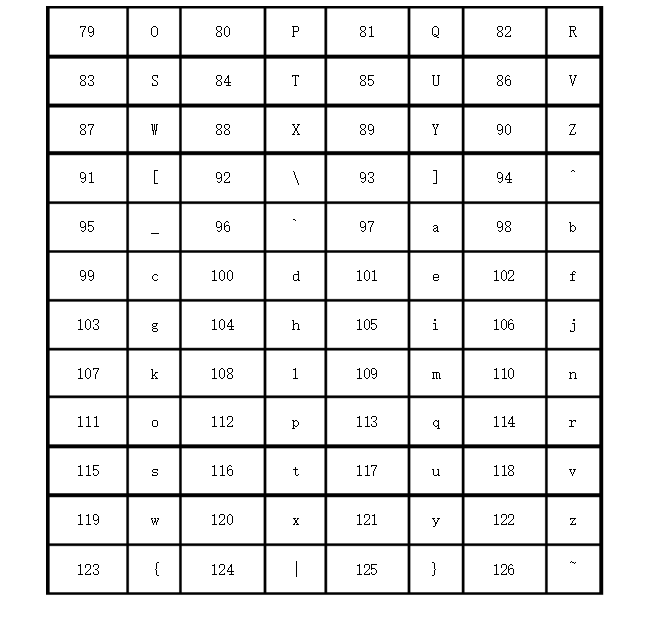 79 O 80 P 81 Q 82 R
83 S 84 T 85 U 86 V
87 W 88 X 89 Y 90 Z
91 [ 92 \ 93 ] 94 ^
95 _ 96 ` 97 a 98 b
99 c 100 d 101 e 102 f
103 g 104 h 105 i 106 j
107 k 108 l 109 m 110 n
111 o 112 p 113 q 114 r
115 s 116 t 117 u 118 v
119 w 120 x 121 y 122 z
123 { 124 | 125 } 126 ~